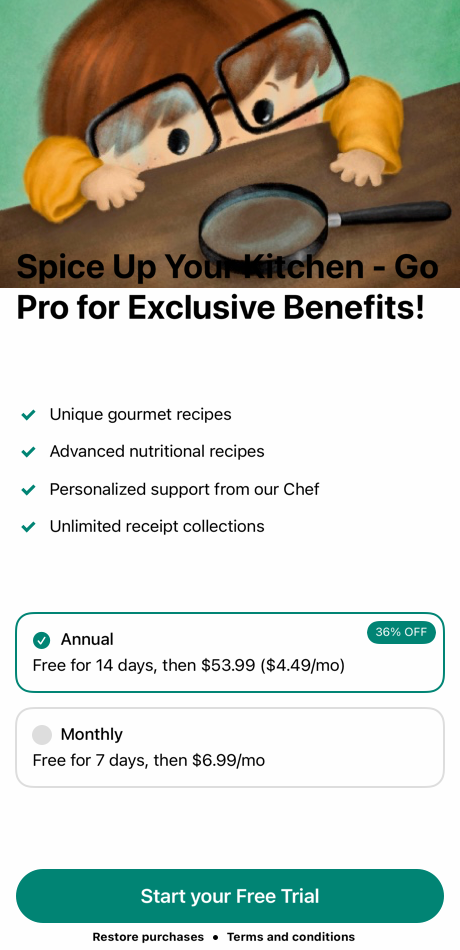 Spice Up Your Kitchen - Go
Pro for Exclusive Benefits!
Unique gourmet recipes
Advanced nutritional recipes
Personalized support from our Chef
Unlimited receipt collections
36% OFF
Annual
Free for 14 days, then $53.99 ($4.49/mo)
Monthly
Free for 7 days, then $6.99/mo
Start your Free Trial
Restore purchases • Terms and conditions